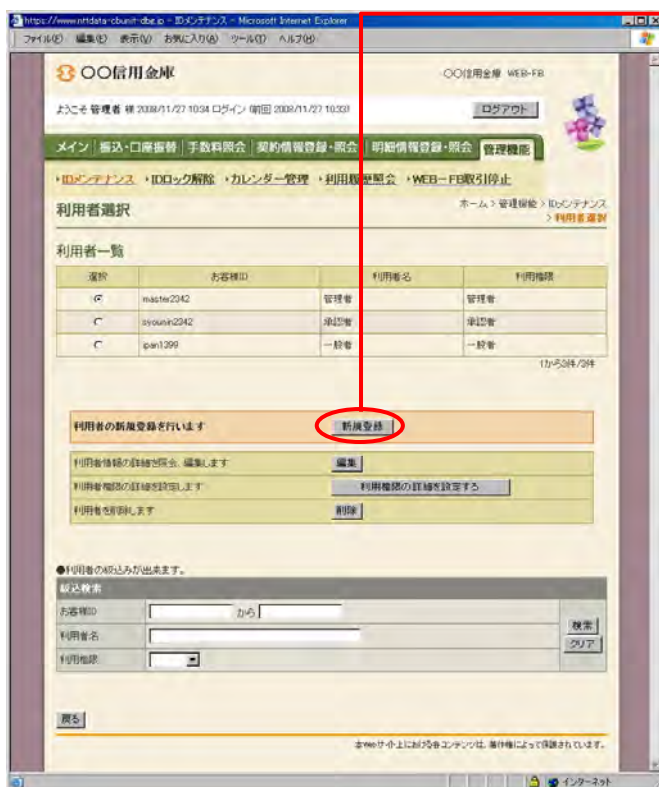 https://www.nttdata-cbunit-dbe.jp - IDメンテナンス - Microsoft Internet Explorer
ファイル(F) 編集(E) 表示(V) お気に入り(A) ツール(T) ヘルプ(H)
〇〇信用金庫
〇〇信用金庫 WEB-FB
ようこそ 管理者 様 2008/11/27 10:34 ログイン (前回 2008/11/27 10:33)
ログアウト
メイン 振込・口座振替 手数料照会 契約情報登録・照会 明細情報登録・照会 管理機能
IDメンテナンス IDロック解除 カレンダー管理 利用履歴照会 WEB-FB取引停止
利用者選択
ホーム > 管理機能 > IDメンテナンス
> 利用者選択
利用者一覧
選択 お客様ID 利用者名 利用権限
master2342 管理者 管理者
syounin2342 承認者 承認者
ipan1399 一般者 一般者
1から3件/3件
利用者の新規登録を行います 新規登録
利用者情報の詳細を照会、編集します 編集
利用者権限の詳細を設定します 利用権限の詳細を設定する
利用者を削除します 削除
●利用者の絞込みが出来ます。
絞込検索
お客様ID から
利用者名
利用権限
検索
クリア
戻る
本Webサイト上における各コンテンツは、著作権によって保護されています。
インターネット